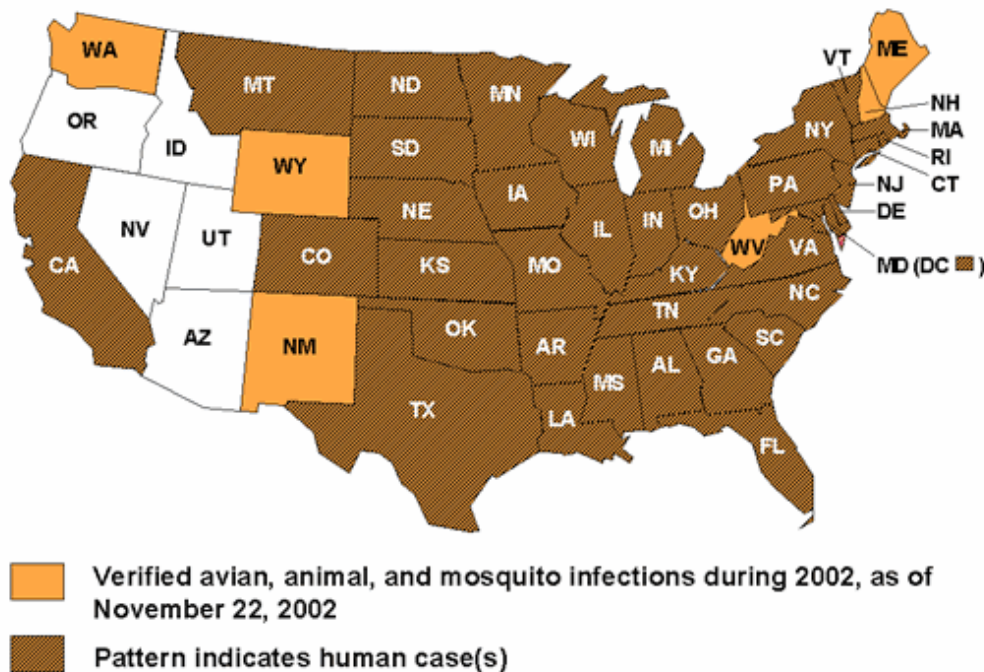 WA
MT
ND
MN
VT
ME
OR
ID
WY
SD
WI
MI
NY
NH
MA
RI
CT
NV
UT
CO
NE
IA
IL
IN
OH
PA
NJ
DE
CA
KS
MO
KY
WV
VA
MD (DC )
AZ
NM
OK
AR
TN
NC
SC
TX
LA
MS
AL
GA
FL
Verified avian, animal, and mosquito infections during 2002, as of
November 22, 2002
Pattern indicates human case(s)